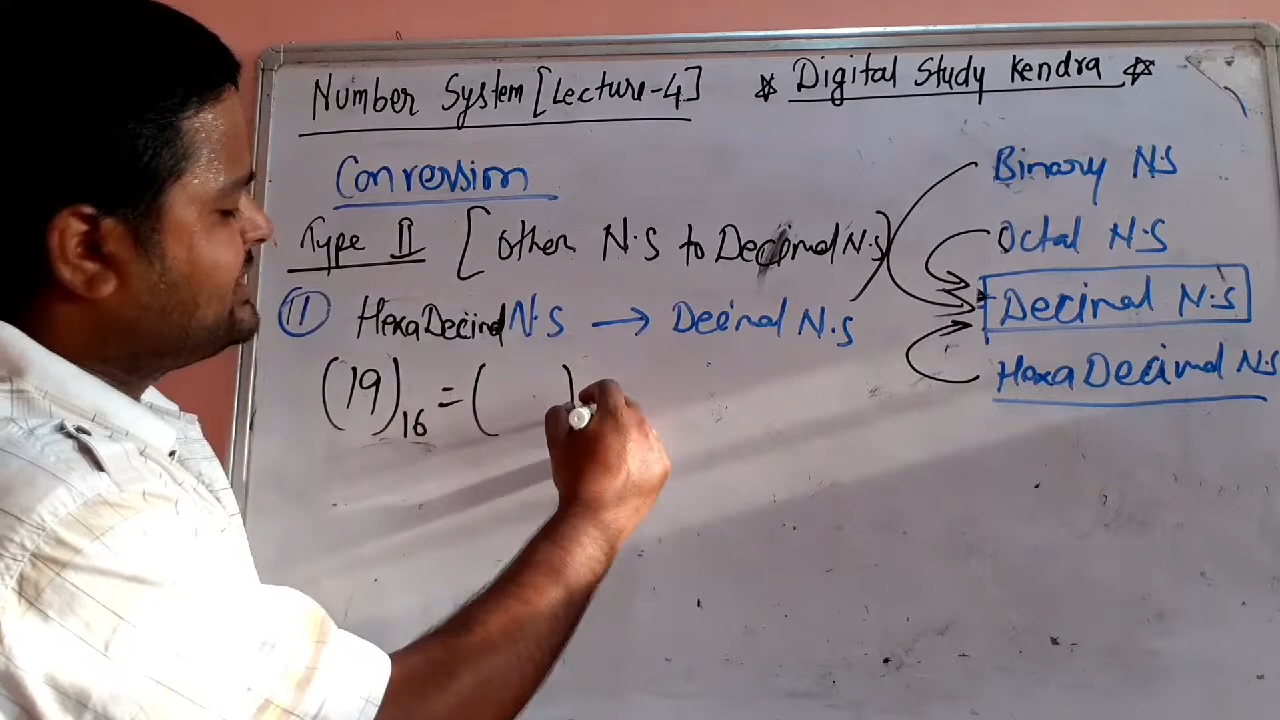 Number System [Lecture-4]
☆ Digital Study Kendra ☆
Conversion
Type II [Other N.S to Decimal N.S]
11 HexaDecimal N.S → Decimal N.S
(19)16 = ( )
Binary N.S
Octal N.S
Decimal N.S
HexaDecimal N.S